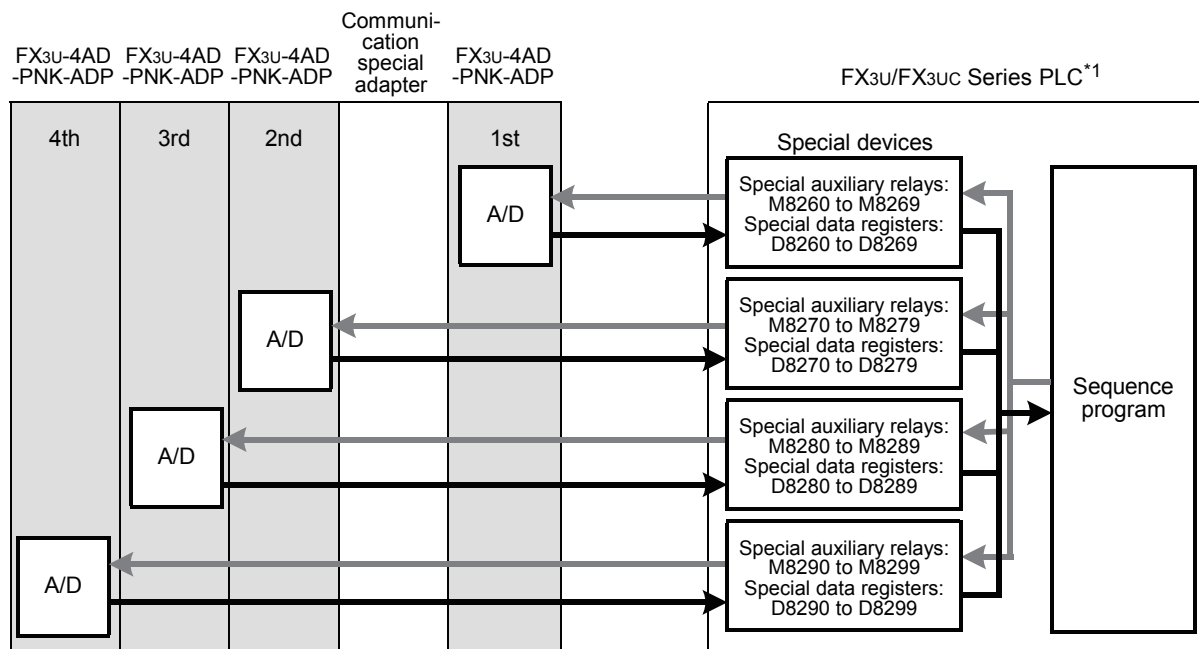 Communi-
cation
special
adapter
FX3U-4AD
-PNK-ADP
FX3U-4AD
-PNK-ADP
FX3U-4AD
-PNK-ADP
FX3U-4AD
-PNK-ADP
FX3U/FX3UC Series PLC*1
4th
3rd
2nd
1st
Special devices
A/D
Special auxiliary relays:
M8260 to M8269
Special data registers:
D8260 to D8269
A/D
Special auxiliary relays:
M8270 to M8279
Special data registers:
D8270 to D8279
Sequence
program
A/D
Special auxiliary relays:
M8280 to M8289
Special data registers:
D8280 to D8289
A/D
Special auxiliary relays:
M8290 to M8299
Special data registers:
D8290 to D8299